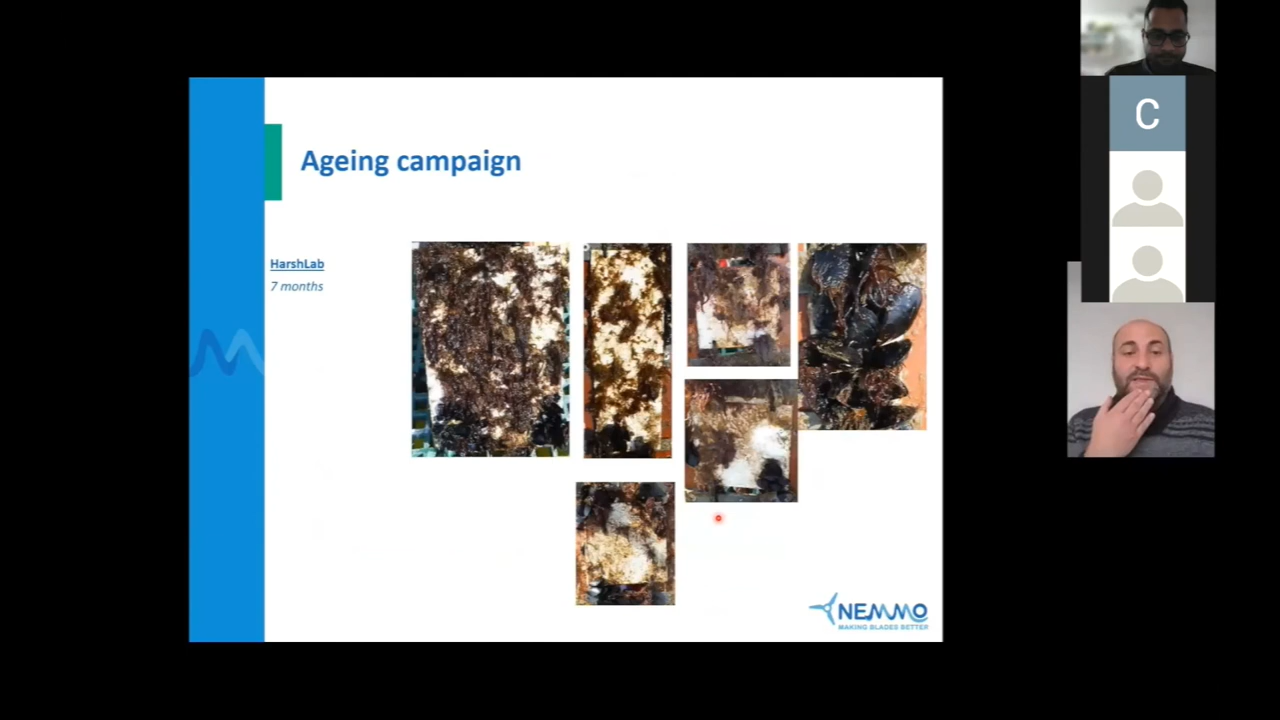 Ageing campaign
HarshLab
7 months
NEMMO
MAKING BLADES BETTER
C